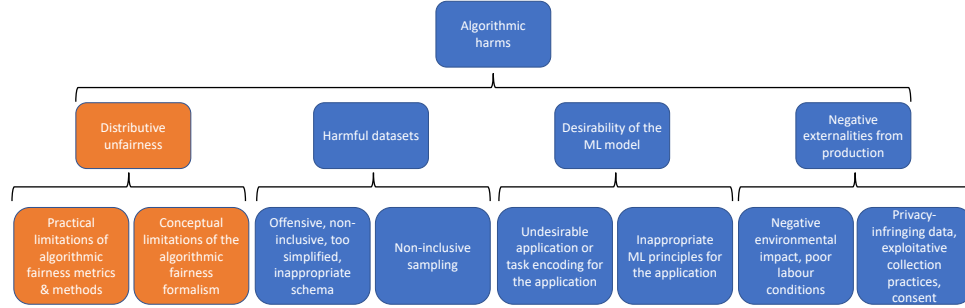 Algorithmic
harms
Distributive
unfairness
Harmful datasets
Desirability of the
ML model
Negative
externalities from
production
Practical
limitations of
algorithmic
fairness metrics
& methods
Conceptual
limitations of the
algorithmic
fairness
formalism
Offensive, non-
inclusive, too
simplified,
inappropriate
schema
Non-inclusive
sampling
Undesirable
application or
task encoding for
the application
Inappropriate
ML principles for
the application
Negative
environmental
impact, poor
labour
conditions
Privacy-
infringing data,
exploitative
collection
practices,
consent